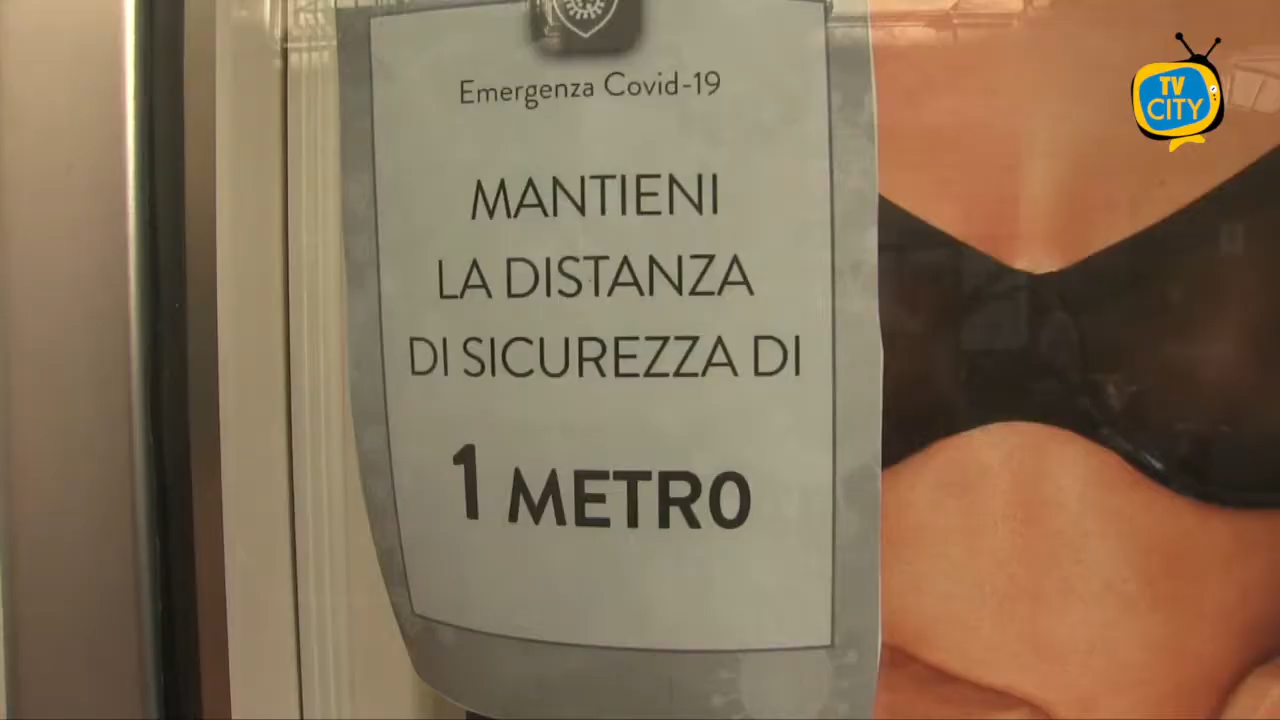 Emergenza Covid-19
MANTIENI
LA DISTANZA
DI SICUREZZA DI
1 METRO
TV
CITY